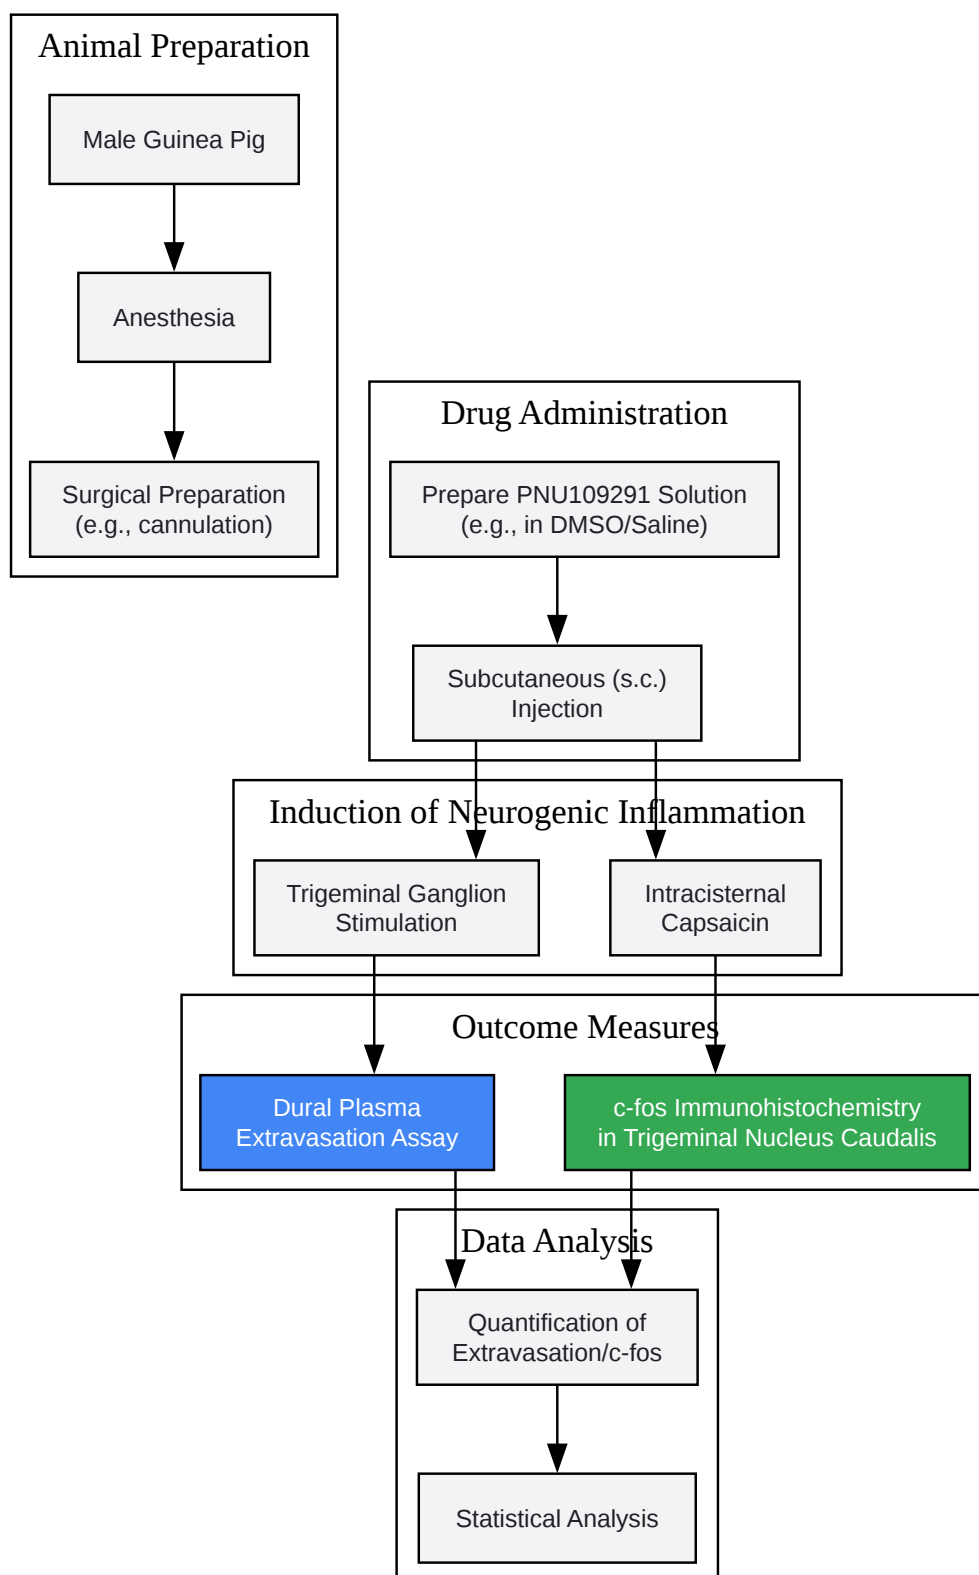 Animal Preparation
Male Guinea Pig
Anesthesia
Surgical Preparation
(e.g., cannulation)
Drug Administration
Prepare PNU109291 Solution
(e.g., in DMSO/Saline)
Subcutaneous (s.c.)
Injection
Induction of Neurogenic Inflammation
Trigeminal Ganglion
Stimulation
Intracisternal
Capsaicin
Outcome Measures
Dural Plasma
Extravasation Assay
c-fos Immunohistochemistry
in Trigeminal Nucleus Caudalis
Data Analysis
Quantification of
Extravasation/c-fos
Statistical Analysis